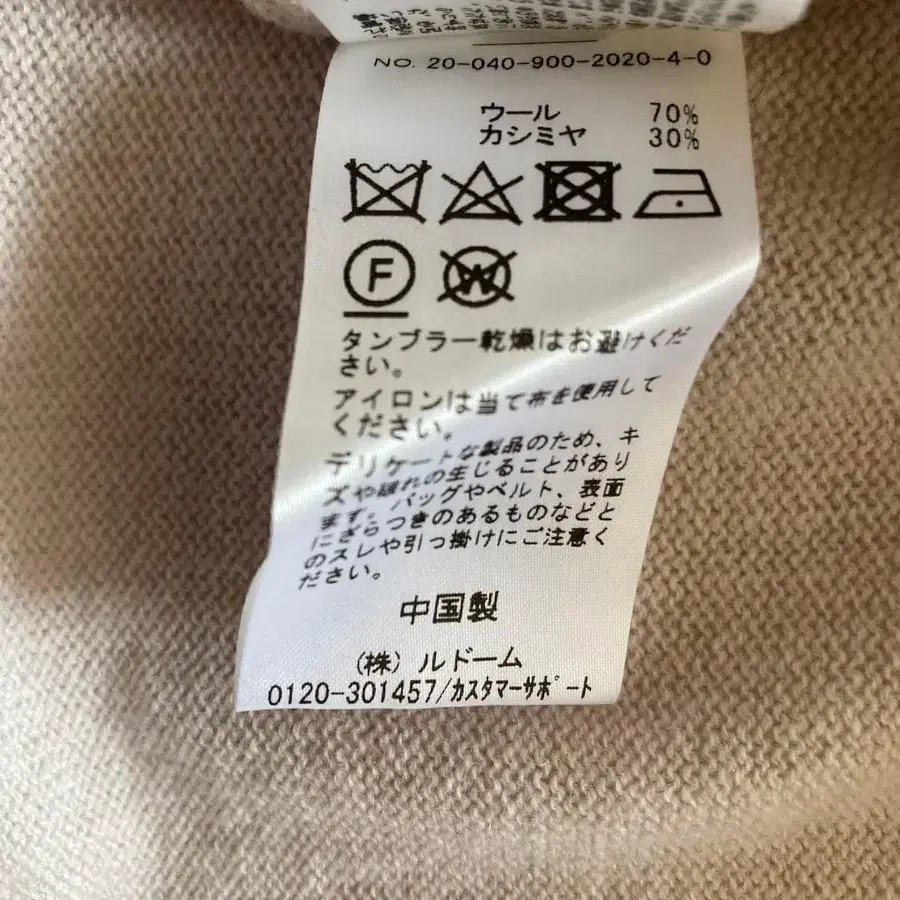 NO. 20-040-900-2020-4-0
ウール 70%
カシミヤ 30%
F
W
タンブラー乾燥はお避けくだ
さい。
アイロンは当て布を使用して
ください。
デリケートな製品のため、キ
ズや破れの生じることがあり
ます。バッグやベルト、表面
にざらつきのあるものなどと
のスレや引っ掛けにご注意く
ださい。
中国製
(株) ルドーム
0120-301457/ｶｽﾀﾏｰｻﾎﾟｰﾄ